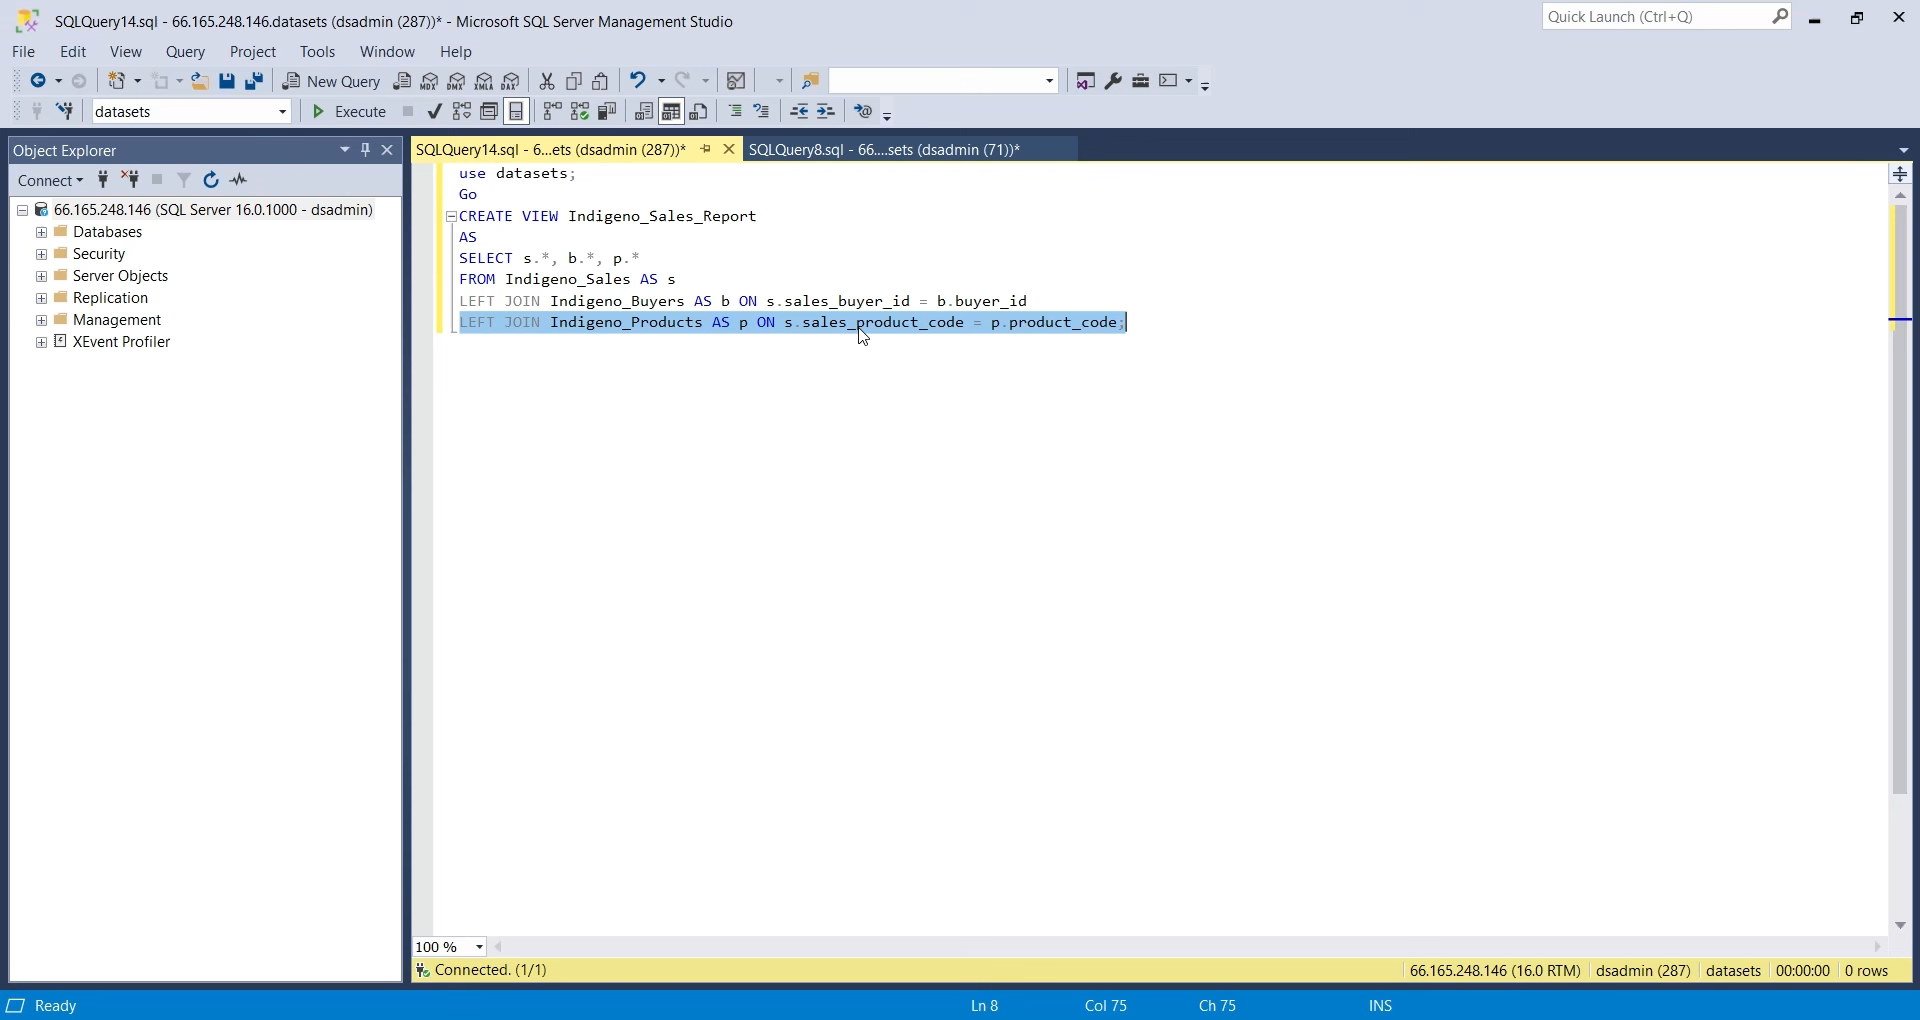 SQLQuery14.sql - 66.165.248.146.datasets (dsadmin (287))* - Microsoft SQL Server Management Studio
Quick Launch (Ctrl+Q)
File Edit View Query Project Tools Window Help
New Query MDX DMX XMLA DAX
datasets Execute
Object Explorer
SQLQuery14.sql - 6...ets (dsadmin (287))* SQLQuery8.sql - 66....sets (dsadmin (71))*
Connect
66.165.248.146 (SQL Server 16.0.1000 - dsadmin)
Databases
Security
Server Objects
Replication
Management
XEvent Profiler
use datasets;
Go
CREATE VIEW Indigeno_Sales_Report
AS
SELECT s.*, b.*, p.*
FROM Indigeno_Sales AS s
LEFT JOIN Indigeno_Buyers AS b ON s.sales_buyer_id = b.buyer_id
LEFT JOIN Indigeno_Products AS p ON s.sales_product_code = p.product_code;
100 %
Connected. (1/1) 66.165.248.146 (16.0 RTM) dsadmin (287) datasets 00:00:00 0 rows
Ready Ln 8 Col 75 Ch 75 INS